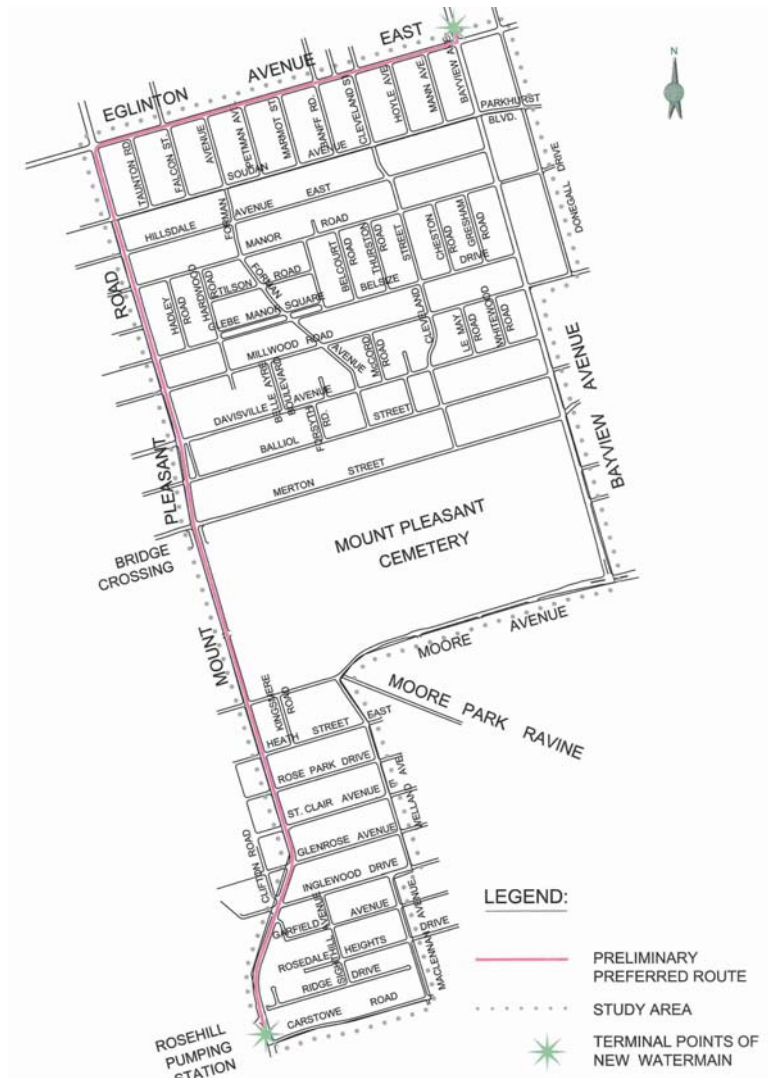 EGLINTON AVENUE EAST
N
TAUNTON RD.
FALCON ST.
AVENUE
PETMAN AV.
MARMOT ST.
BANFF RD.
CLEVELAND ST.
HOYLE AVE.
MANN AVE.
BAYVIEW AVE.
PARKHURST
BLVD.
SOUDAN AVENUE
HILLSDALE AVENUE EAST
FORMAN
MANOR ROAD
DONEGALL DRIVE
ROAD
HADLEY
ROAD
HARDWOOD
ROAD
TILSON ROAD
FORMAN
BELCOURT
ROAD
THURSTON
ROAD
STREET
CHESTON
ROAD
GRESHAM
ROAD
BELSIZE DRIVE
GLEBE MANOR SQUARE
MILLWOOD ROAD
AVENUE
MCCORD
ROAD
CLEVELAND
LE MAY
ROAD
WHITEWOOD
ROAD
BELLE AYRE
BOULEVARD
DAVISVILLE AVENUE
FORSYTH
RD.
BALLIOL STREET
BAYVIEW AVENUE
PLEASANT
MERTON STREET
BRIDGE
CROSSING
MOUNT PLEASANT
CEMETERY
MOUNT
MOORE AVENUE
MOORE PARK RAVINE
KINGSMERE
ROAD
HEATH STREET EAST
ROSE PARK DRIVE
ST. CLAIR AVENUE
WELLAND AVE.
GLENROSE AVENUE
CLIFTON ROAD
INGLEWOOD DRIVE
GARFIELD AVENUE
SIGHTHILL AVENUE
ROSEDALE HEIGHTS DRIVE
MACLENNAN AVENUE
RIDGE DRIVE
CARSTOWE ROAD
ROSEHILL
PUMPING
STATION
LEGEND:
PRELIMINARY
PREFERRED ROUTE
STUDY AREA
TERMINAL POINTS OF
NEW WATERMAIN